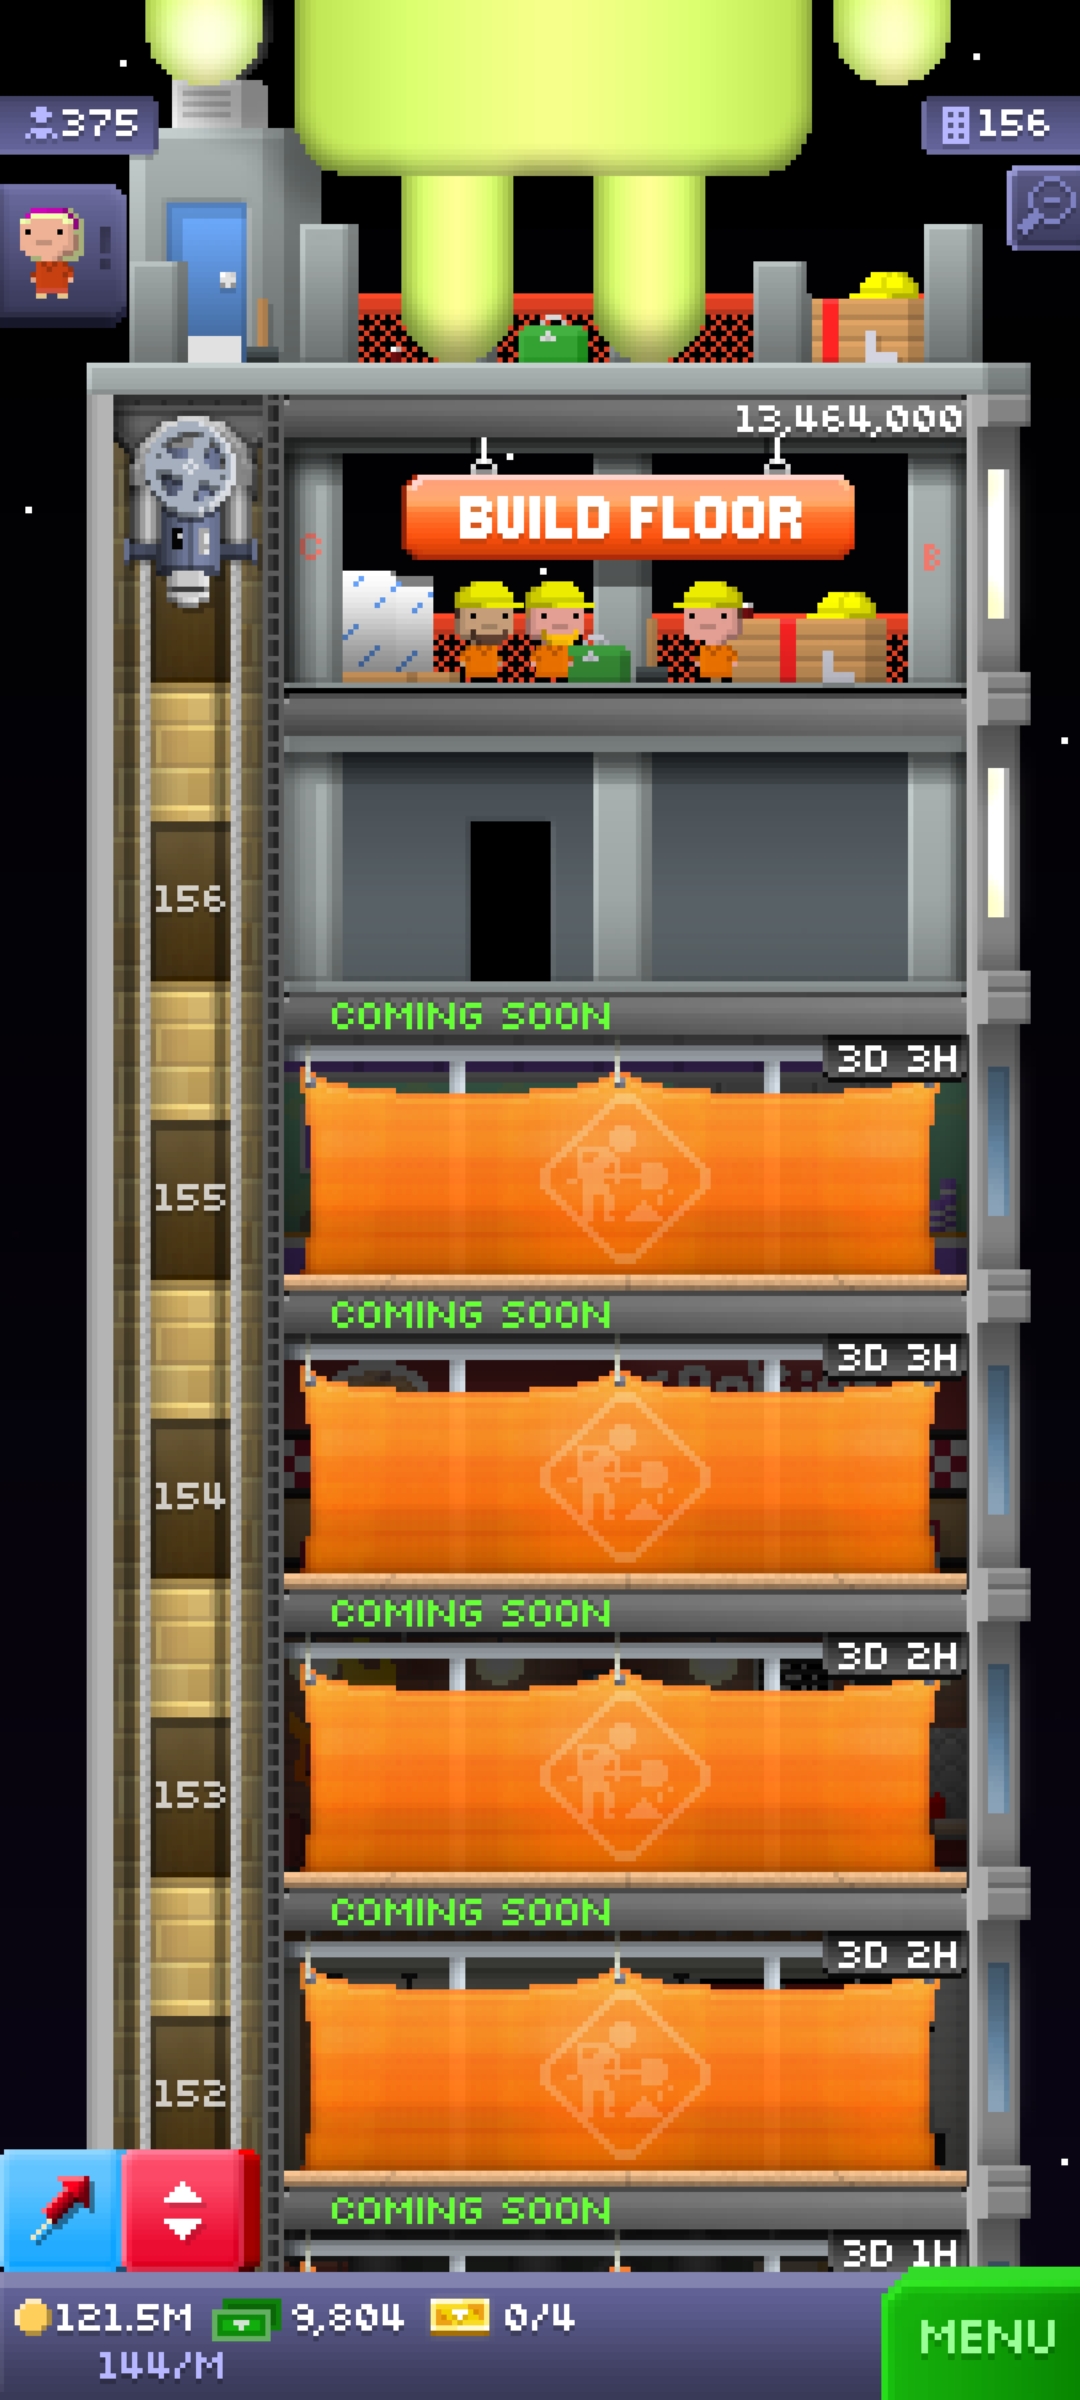 375
156
!
13,464,000
BUILD FLOOR
C
B
156
COMING SOON
3D 3H
155
COMING SOON
3D 3H
154
COMING SOON
3D 2H
153
COMING SOON
3D 2H
152
COMING SOON
3D 1H
121.5M 9,804 0/4
144/M
MENU